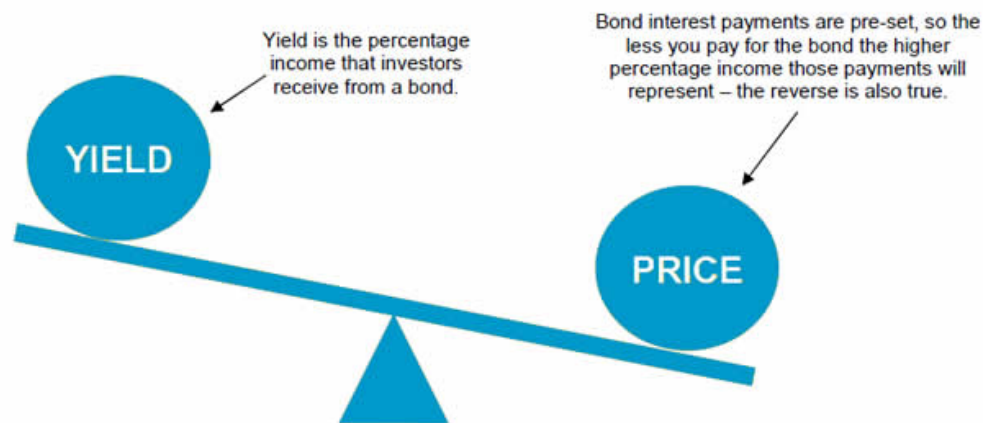 Yield is the percentage
income that investors
receive from a bond.
Bond interest payments are pre-set, so the
less you pay for the bond the higher
percentage income those payments will
represent – the reverse is also true.
YIELD
PRICE